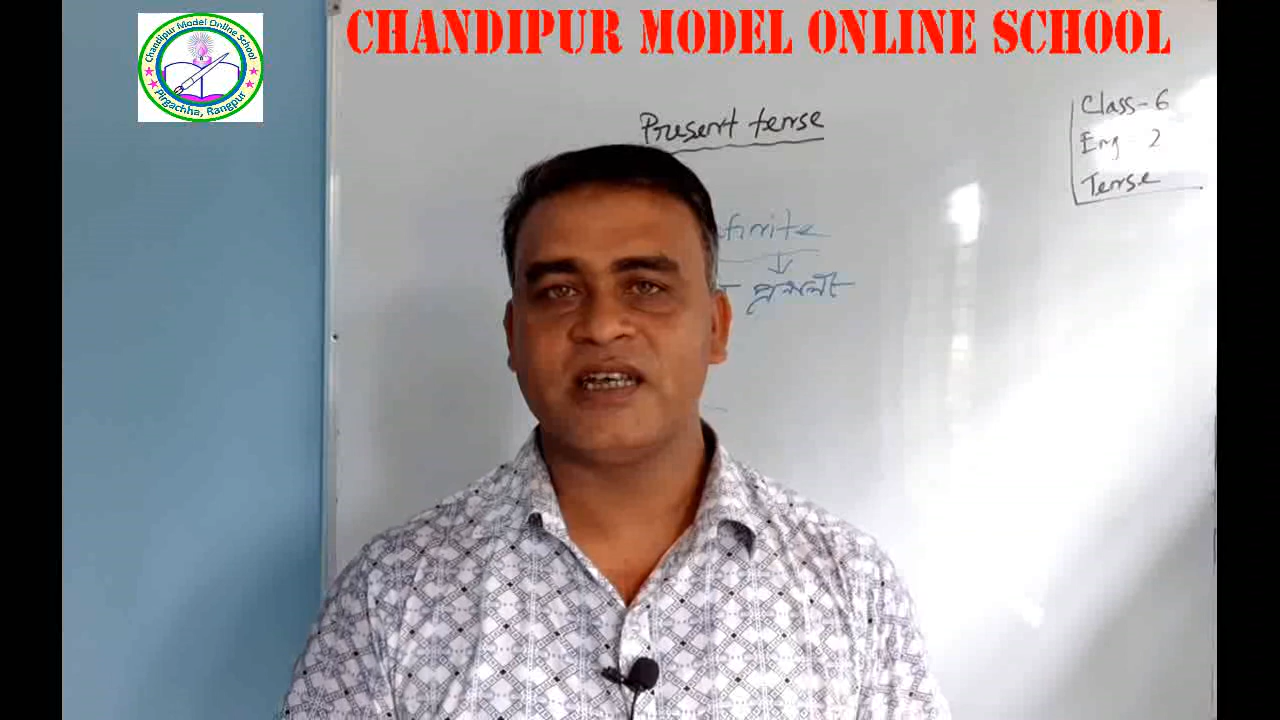 CHANDIPUR MODEL ONLINE SCHOOL
Chandipur Model Online School
Pirgachha, Rangpur
Present tense
Class-6
Eng - 2
Tense